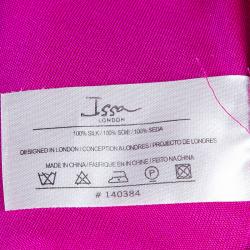 Issa
LONDON
100% SILK / 100% SOIE / 100% SEDA
DESIGNED IN LONDON / CONCEPTION A LONDRES / PROJECTO DE LONDRES
MADE IN CHINA / FABRIQUE EN CHINE / FEITO NA CHINA
# 140384